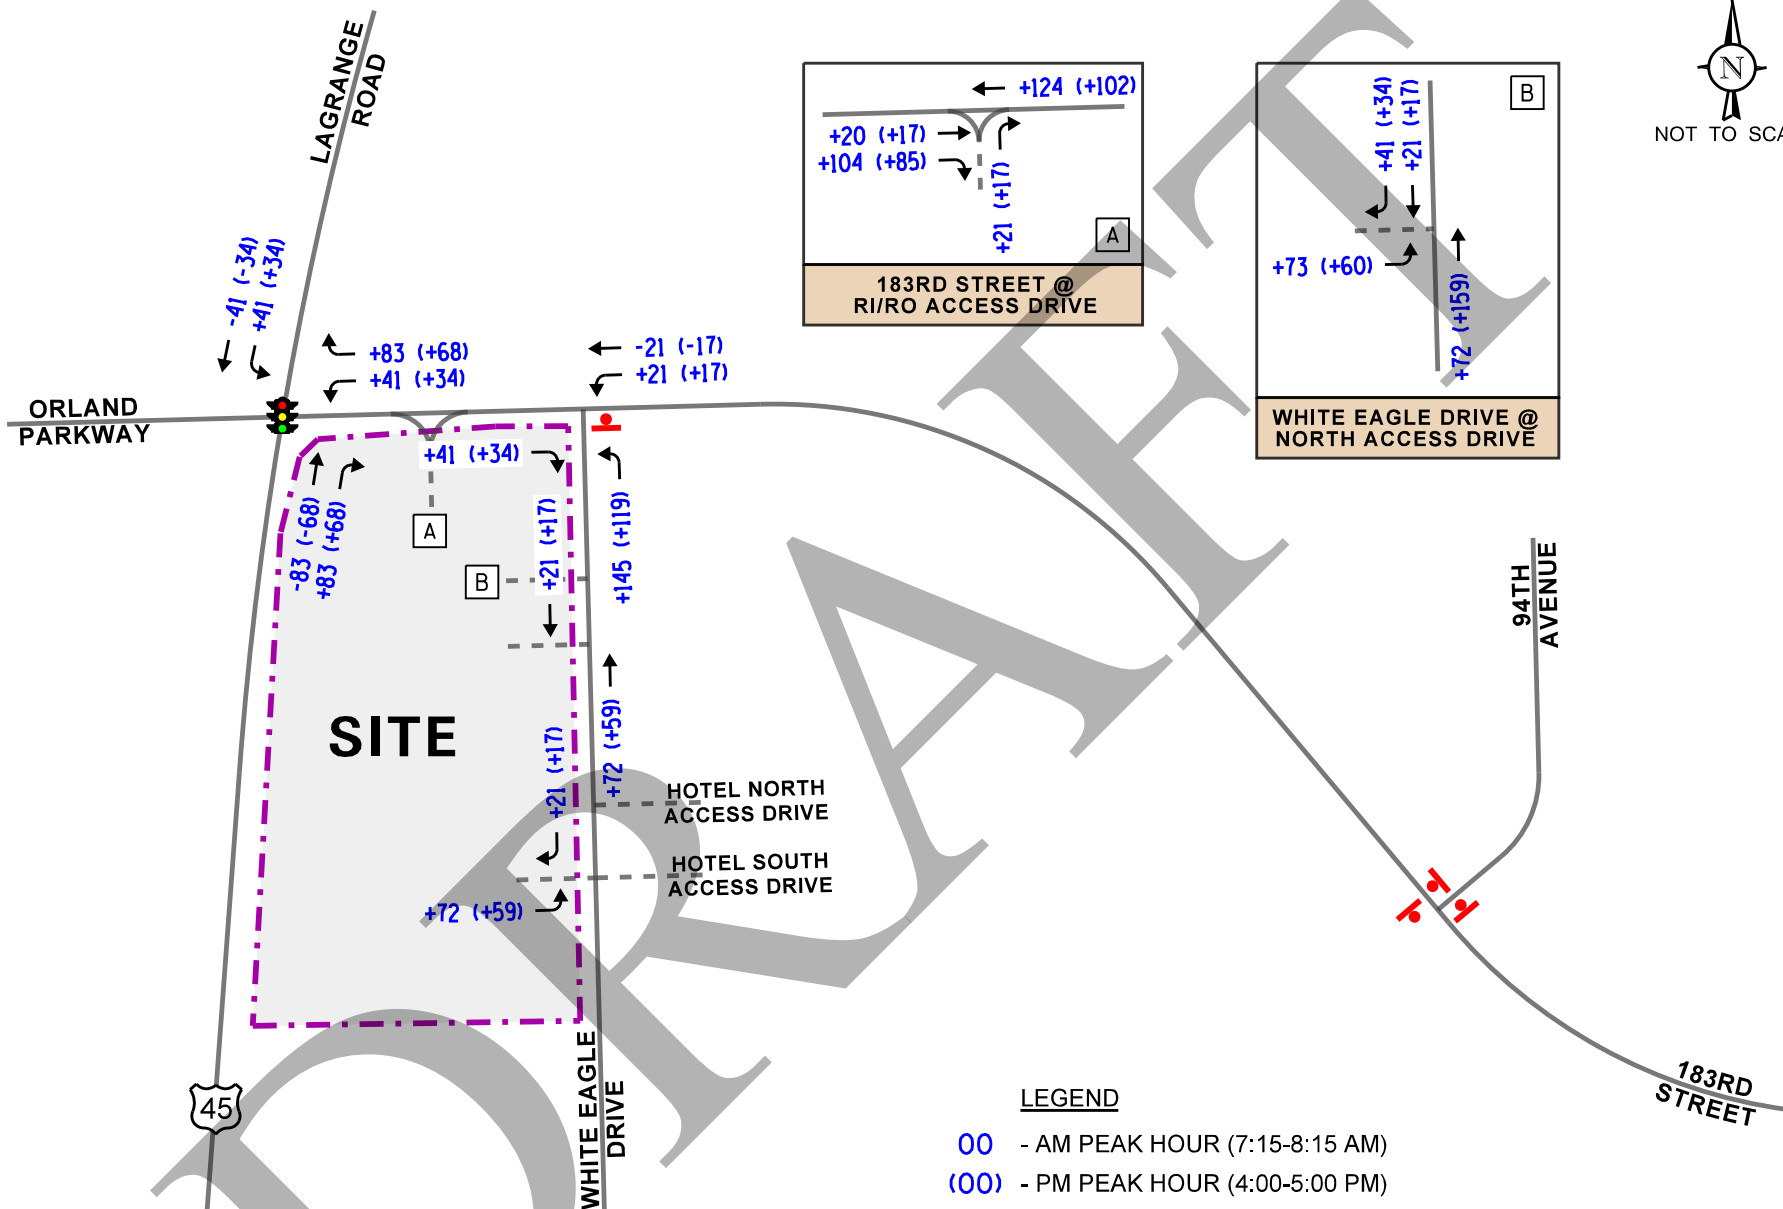 LAGRANGE
ROAD
+124 (+102)
+20 (+17)
+104 (+85)
+21 (+17)
A
183RD STREET @
RI/RO ACCESS DRIVE
+41 (+34)
+21 (+17)
B
+73 (+60)
+72 (+159)
WHITE EAGLE DRIVE @
NORTH ACCESS DRIVE
N
NOT TO SCA
-41 (-34)
+41 (+34)
+83 (+68)
+41 (+34)
-21 (-17)
+21 (+17)
ORLAND
PARKWAY
+41 (+34)
-83 (-68)
+83 (+68)
A
B
+21 (+17)
+145 (+119)
94TH
AVENUE
SITE
+21 (+17)
+72 (+59)
HOTEL NORTH
ACCESS DRIVE
HOTEL SOUTH
ACCESS DRIVE
+72 (+59)
WHITE EAGLE
DRIVE
45
183RD
STREET
LEGEND
00 - AM PEAK HOUR (7:15-8:15 AM)
(00) - PM PEAK HOUR (4:00-5:00 PM)
DRAFT